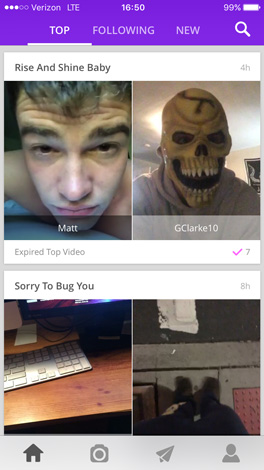 Verizon LTE 16:50 99%
TOP FOLLOWING NEW
Rise And Shine Baby 4h
Matt GClarke10
Expired Top Video 7
Sorry To Bug You 8h